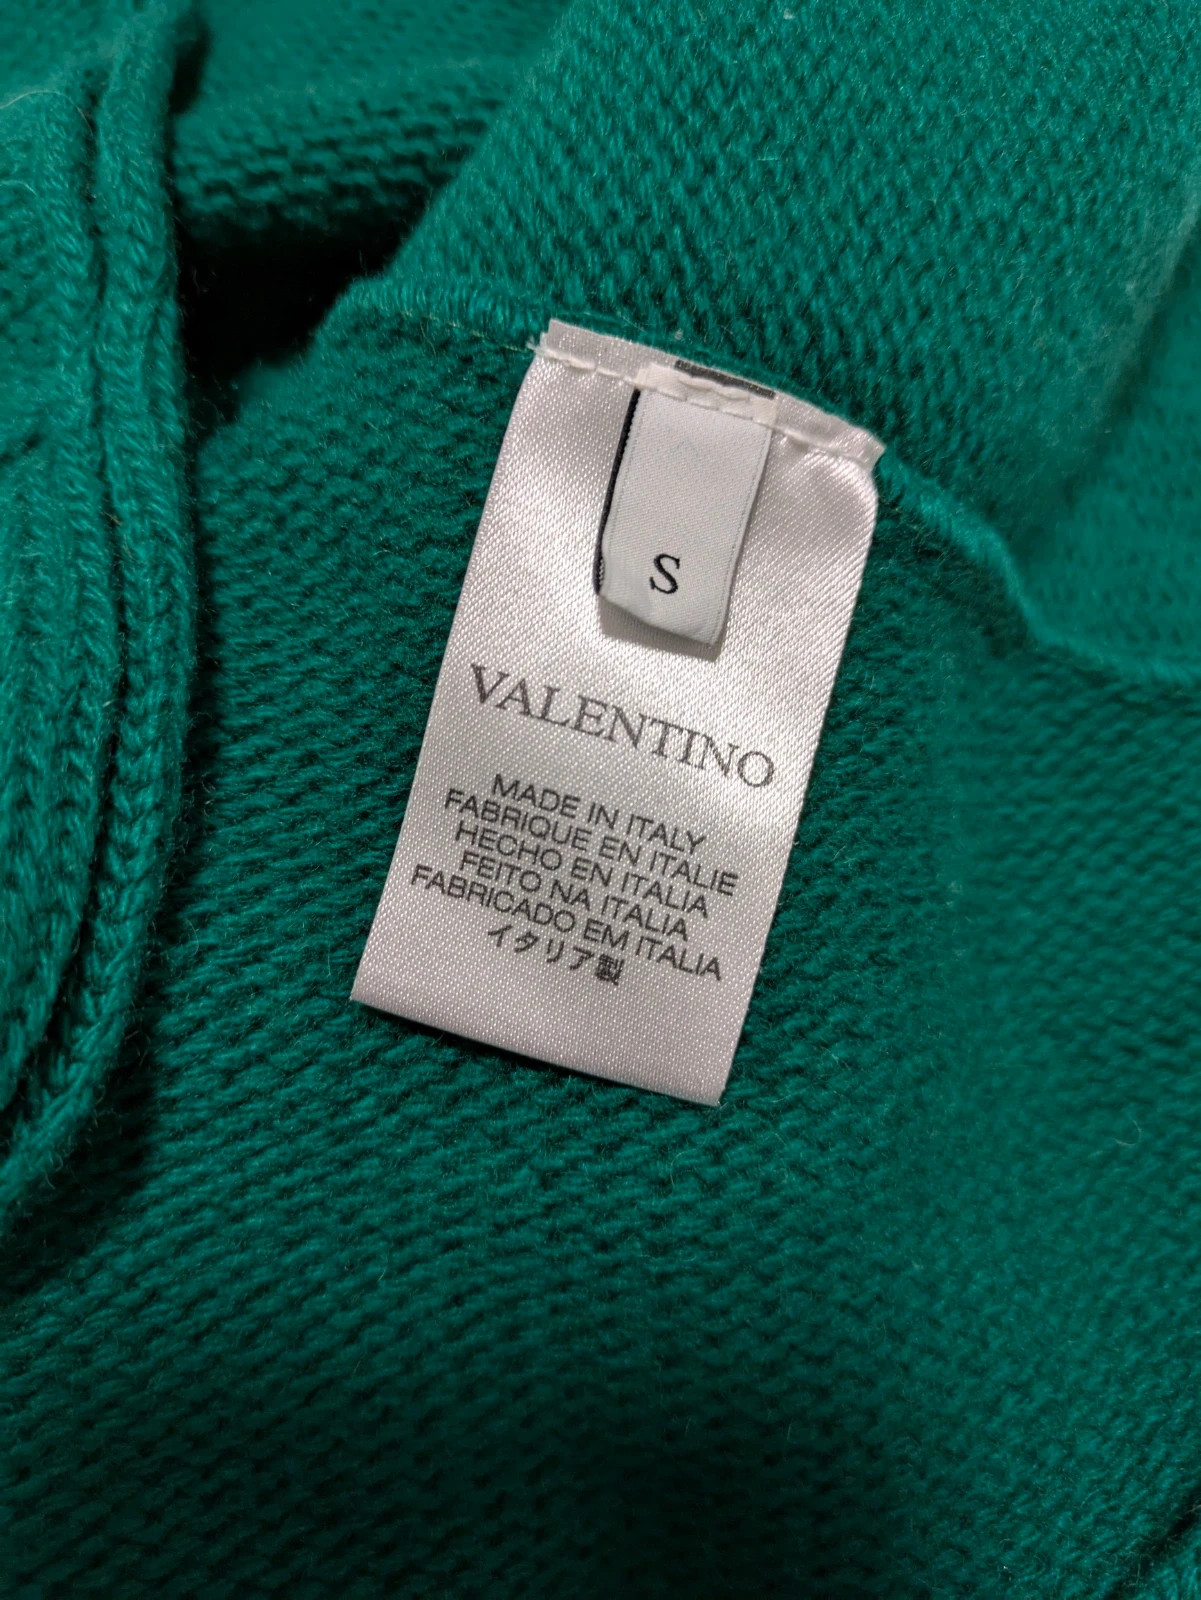 S
VALENTINO
MADE IN ITALY
FABRIQUE EN ITALIE
HECHO EN ITALIA
FEITO NA ITALIA
FABRICADO EM ITALIA
イタリア製